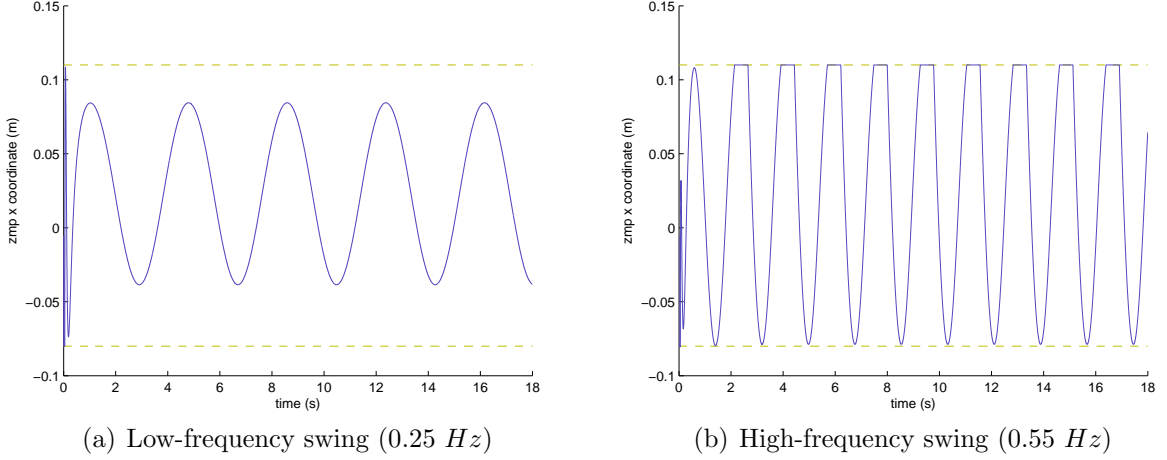 0.15
0.1
0.05
0
−0.05
−0.1
zmp x coordinate (m)
0 2 4 6 8 10 12 14 16 18
time (s)
(a) Low-frequency swing (0.25 Hz)
0.15
0.1
0.05
0
−0.05
−0.1
zmp x coordinate (m)
0 2 4 6 8 10 12 14 16 18
time (s)
(b) High-frequency swing (0.55 Hz)